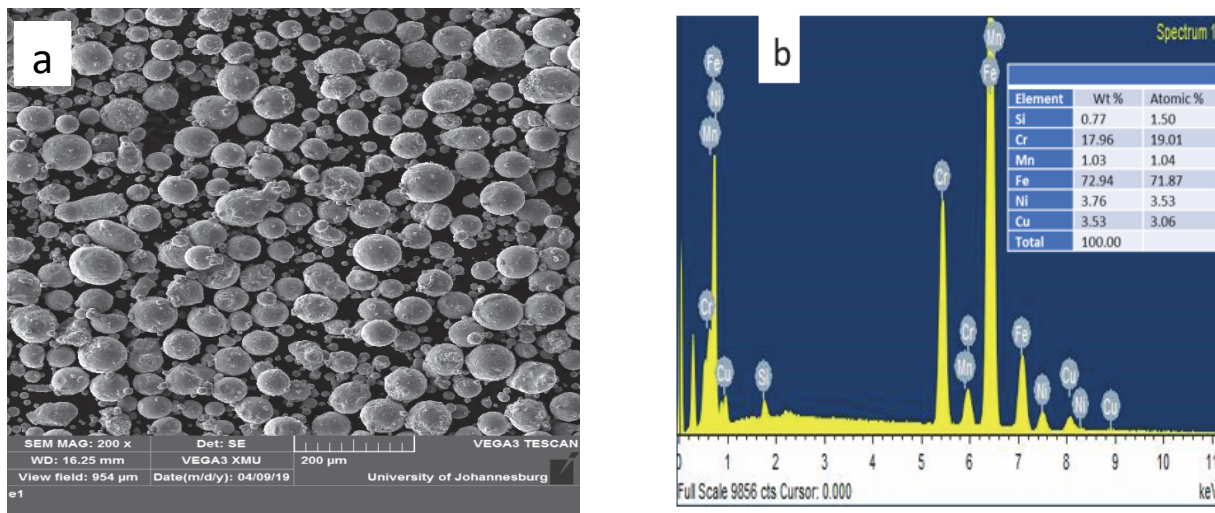 a
SEM MAG: 200 x Det: SE VEGA3 TESCAN
WD: 16.25 mm VEGA3 XMU 200 µm
View field: 954 µm Date(m/d/y): 04/09/19 University of Johannesburg
e1
b
Spectrum 1
Element Wt% Atomic %
Si 0.77 1.50
Cr 17.96 19.01
Mn 1.03 1.04
Fe 72.94 71.87
Ni 3.76 3.53
Cu 3.53 3.06
Total 100.00
Mn
Fe
Fe
Ni
Mn
Cr
Cr
Cu
Si
Cr
Mn
Fe
Ni
Cu
Ni
Cu
0 1 2 3 4 5 6 7 8 9 10 11
Full Scale 9856 cts Cursor: 0.000 keV